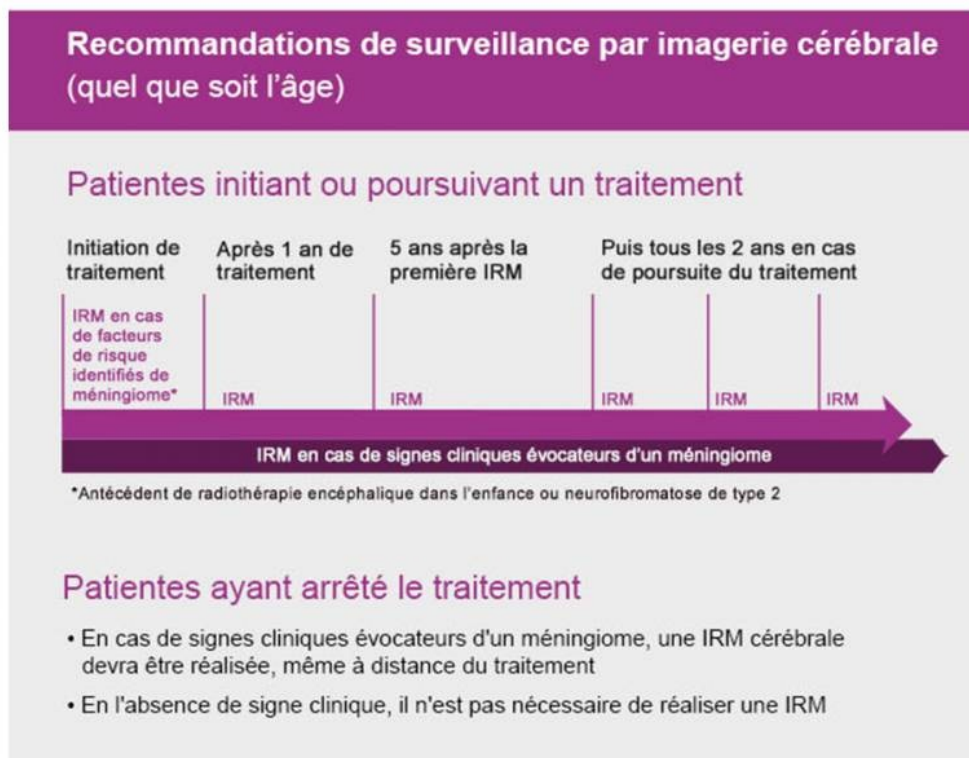 Recommandations de surveillance par imagerie cérébrale
(quel que soit l'âge)
Patientes initiant ou poursuivant un traitement
Initiation de
traitement
Après 1 an de
traitement
5 ans après la
première IRM
Puis tous les 2 ans en cas
de poursuite du traitement
IRM en cas
de facteurs
de risque
identifiés de
méningiome*
IRM
IRM
IRM
IRM
IRM
IRM en cas de signes cliniques évocateurs d'un méningiome
*Antécédent de radiothérapie encéphalique dans l'enfance ou neurofibromatose de type 2
Patientes ayant arrêté le traitement
• En cas de signes cliniques évocateurs d'un méningiome, une IRM cérébrale
devra être réalisée, même à distance du traitement
• En l'absence de signe clinique, il n'est pas nécessaire de réaliser une IRM